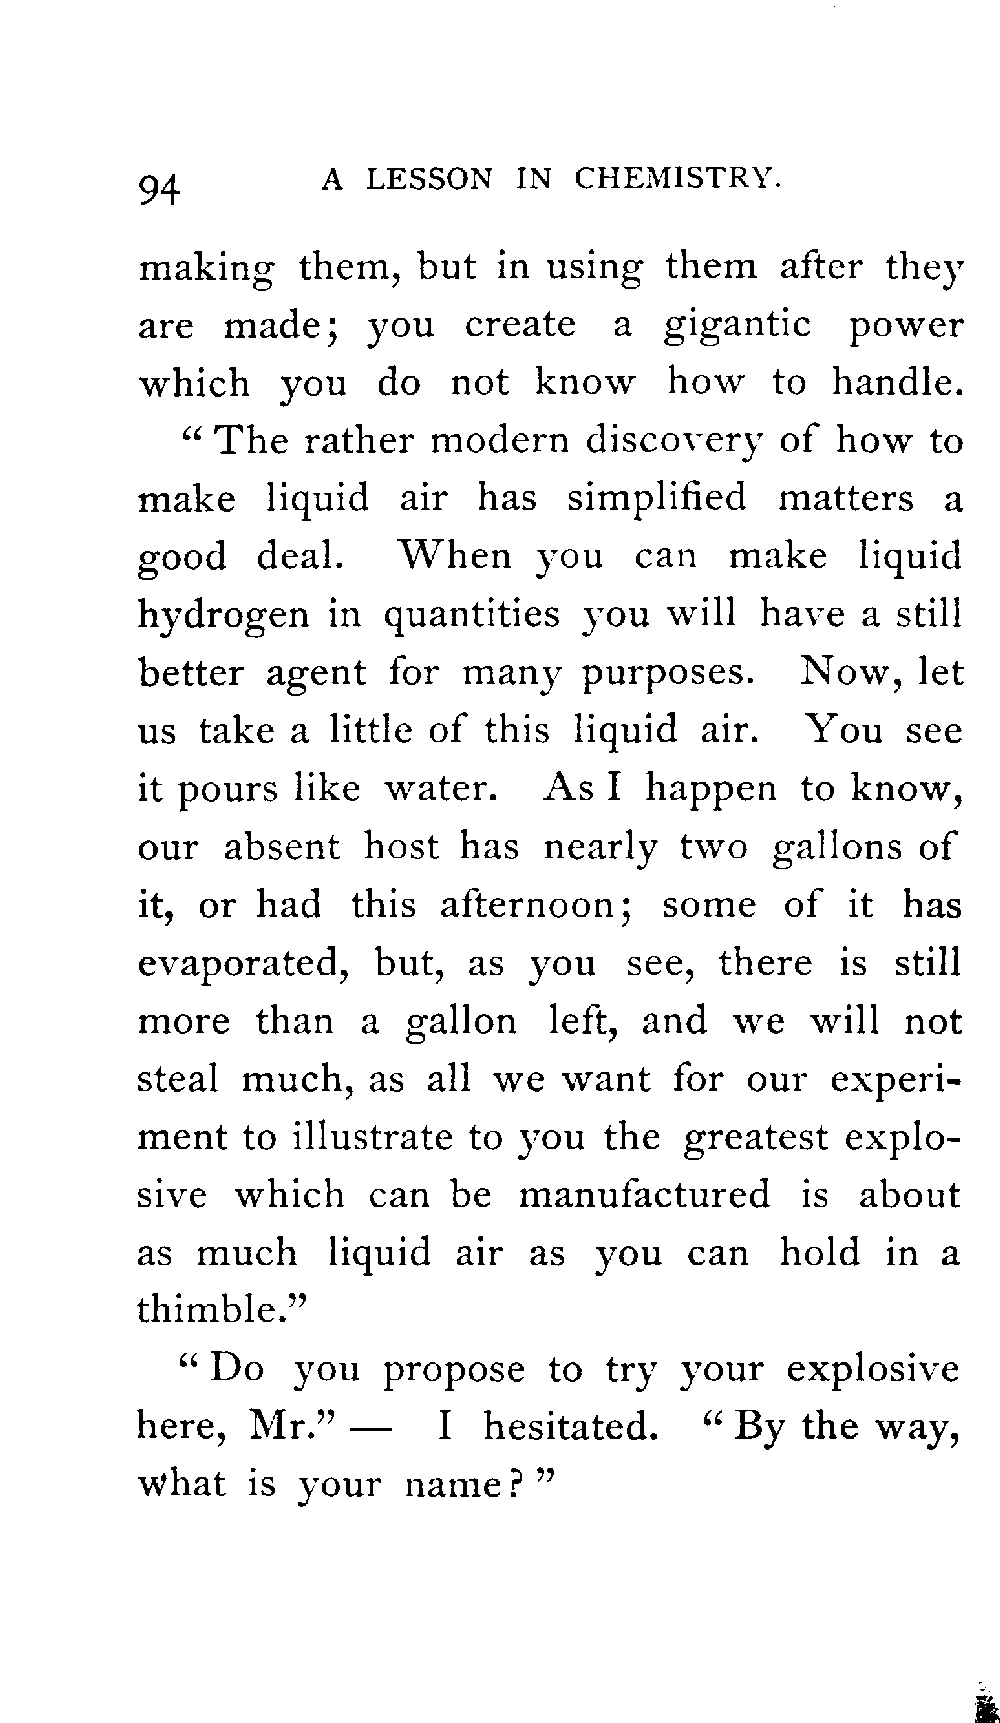 94 A LESSON IN CHEMISTRY.
making them, but in using them after they
are made; you create a gigantic power
which you do not know how to handle.
“ The rather modern discovery of how to
make liquid air has simplified matters a
good deal. When you can make liquid
hydrogen in quantities you will have a still
better agent for many purposes. Now, let
us take a little of this liquid air. You see
it pours like water. As I happen to know,
our absent host has nearly two gallons of
it, or had this afternoon; some of it has
evaporated, but, as you see, there is still
more than a gallon left, and we will not
steal much, as all we want for our experi-
ment to illustrate to you the greatest explo-
sive which can be manufactured is about
as much liquid air as you can hold in a
thimble.”
“ Do you propose to try your explosive
here, Mr.” — I hesitated. “ By the way,
what is your name? ”